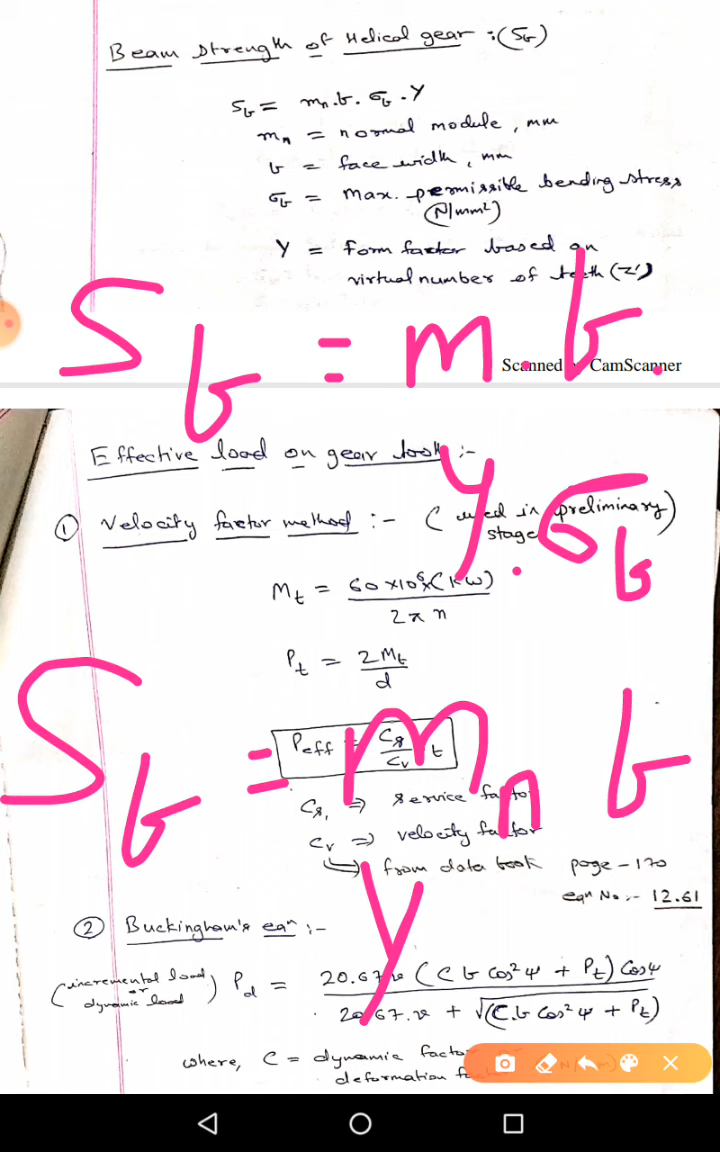 Beam strength of Helical gear :- (Sb)
Sb = mn . b . σb . Y
mn = normal module, mm
b = face width, mm
σb = max. permissible bending stress
(N/mm²)
Y = form factor based on
virtual number of teeth (z')
Sb = m . b .
Scanned CamScanner
Effective load on gear tooth :-
Y . σb
① Velocity factor method :- (used in preliminary
stage
Mt = 60 × 10⁶ × (kW) / 2πn
Pt = 2Mt / d
Sb = mn b
Peff = Cs / Cv t
Cs ⇒ service factor
Cv ⇒ velocity factor
↳ from data book page - 170
eqn No :- 12.61
Y
② Buckingham's eqn :-
(incremental load or dynamic load) Pd = 20.67 v (C b cos²ψ + Pt) cosψ / 20.67 . v + √(C . b cos²ψ + Pt)
where, C = dynamic factor
deformation